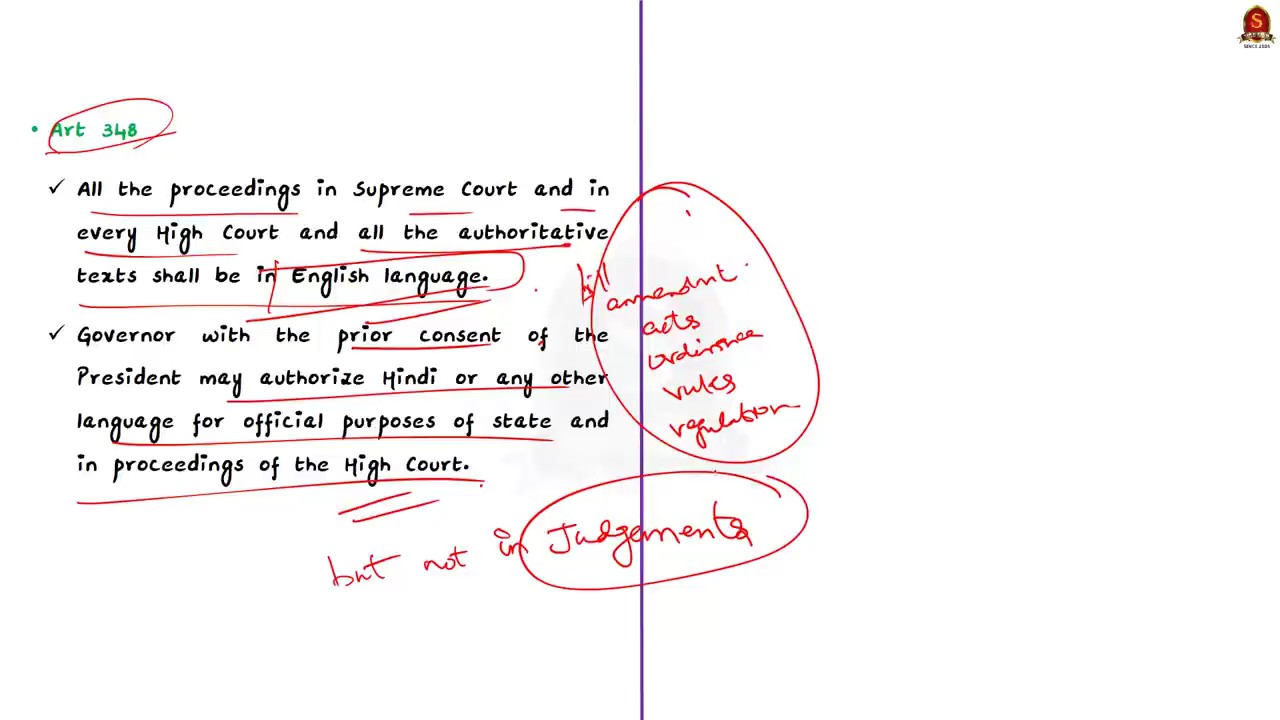 • Art 348
✓ All the proceedings in Supreme Court and in
every High Court and all the authoritative
texts shall be in English language.
✓ Governor with the prior consent of the
President may authorize Hindi or any other
language for official purposes of state and
in proceedings of the High Court.
bill
acts
rules
regulation
but not in Judgements
S
SINCE 2004